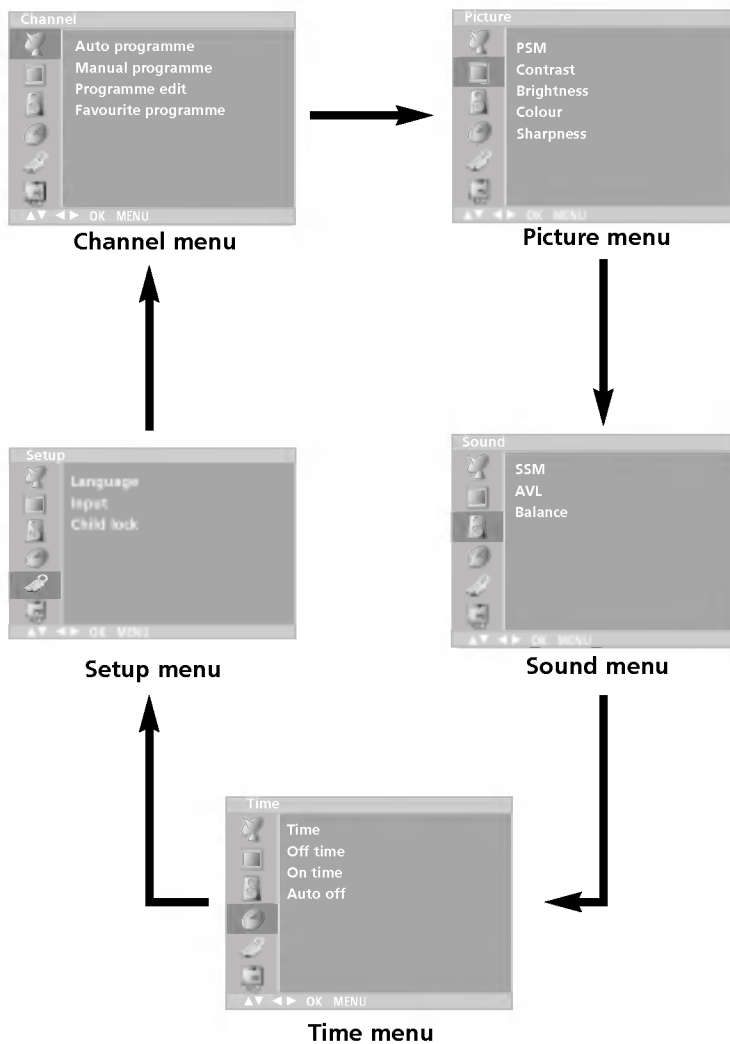 Channel
Auto programme
Manual programme
Programme edit
Favourite programme
▲▼ ◀▶ OK MENU
Channel menu
Picture
PSM
Contrast
Brightness
Colour
Sharpness
▲▼ ◀▶ OK MENU
Picture menu
Setup
Language
Input
Child lock
▲▼ ◀▶ OK MENU
Setup menu
Sound
SSM
AVL
Balance
▲▼ ◀▶ OK MENU
Sound menu
Time
Time
Off time
On time
Auto off
▲▼ ◀▶ OK MENU
Time menu